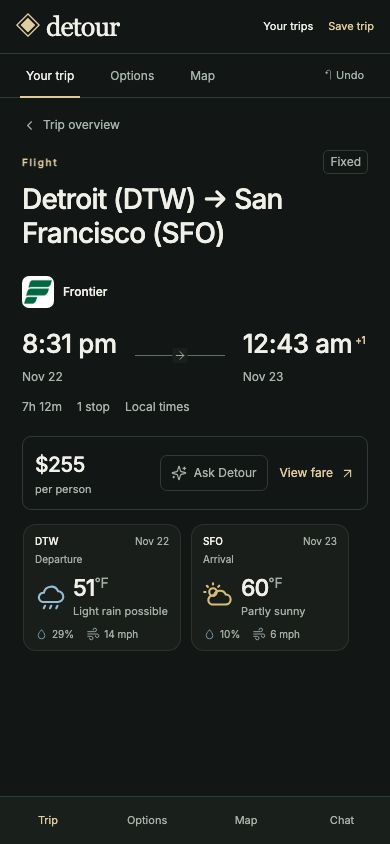 detour
Your trips
Save trip
Your trip
Options
Map
Undo
Trip overview
Flight
Fixed
Detroit (DTW) → San
Francisco (SFO)
Frontier
8:31 pm
12:43 am +1
Nov 22
Nov 23
7h 12m 1 stop Local times
$255
per person
Ask Detour
View fare ↗
DTW Nov 22
Departure
51°F
Light rain possible
29% 14 mph
SFO Nov 23
Arrival
60°F
Partly sunny
10% 6 mph
Trip
Options
Map
Chat